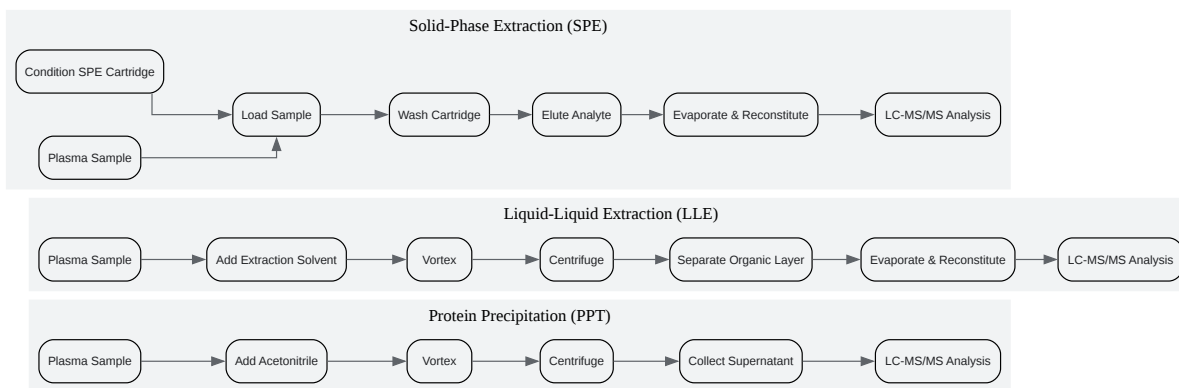 Solid-Phase Extraction (SPE)
Condition SPE Cartridge
Load Sample
Wash Cartridge
Elute Analyte
Evaporate & Reconstitute
LC-MS/MS Analysis
Plasma Sample
Liquid-Liquid Extraction (LLE)
Plasma Sample
Add Extraction Solvent
Vortex
Centrifuge
Separate Organic Layer
Evaporate & Reconstitute
LC-MS/MS Analysis
Protein Precipitation (PPT)
Plasma Sample
Add Acetonitrile
Vortex
Centrifuge
Collect Supernatant
LC-MS/MS Analysis